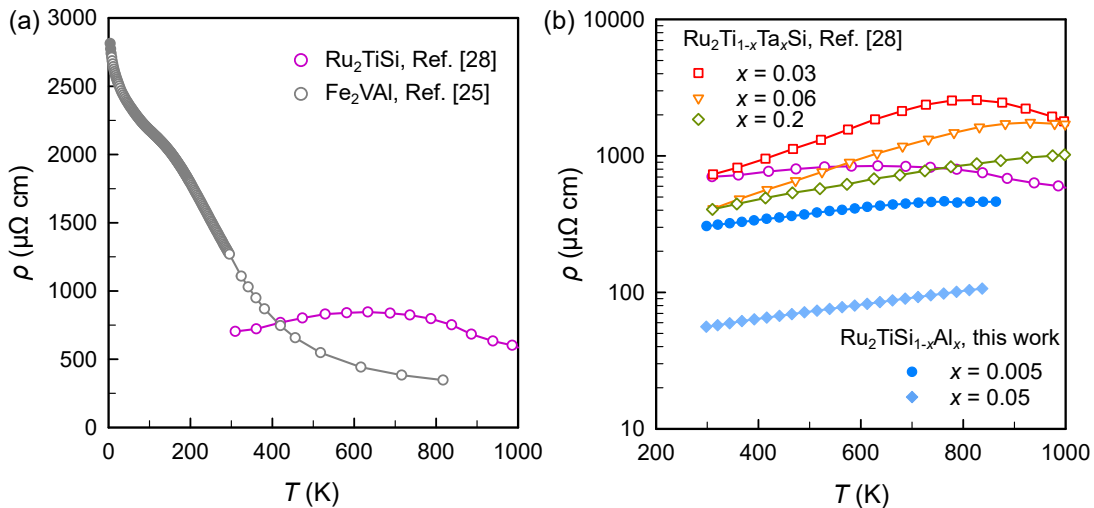 (a)
3000
2500
2000
1500
1000
500
0
ρ (μΩ cm)
Ru₂TiSi, Ref. [28]
Fe₂VAl, Ref. [25]
0 200 400 600 800 1000
T (K)
(b)
10000
1000
100
10
ρ (μΩ cm)
Ru₂Ti₁₋ₓTaₓSi, Ref. [28]
x = 0.03
x = 0.06
x = 0.2
Ru₂TiSi₁₋ₓAlₓ, this work
x = 0.005
x = 0.05
200 400 600 800 1000
T (K)